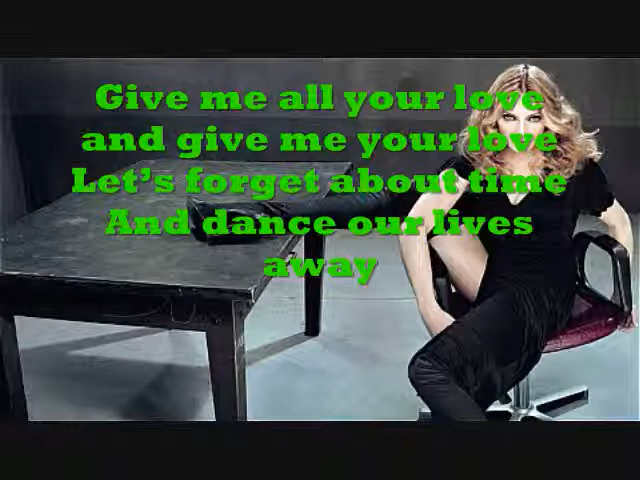 Give me all your love
and give me your love
Let's forget about time
And dance our lives
away